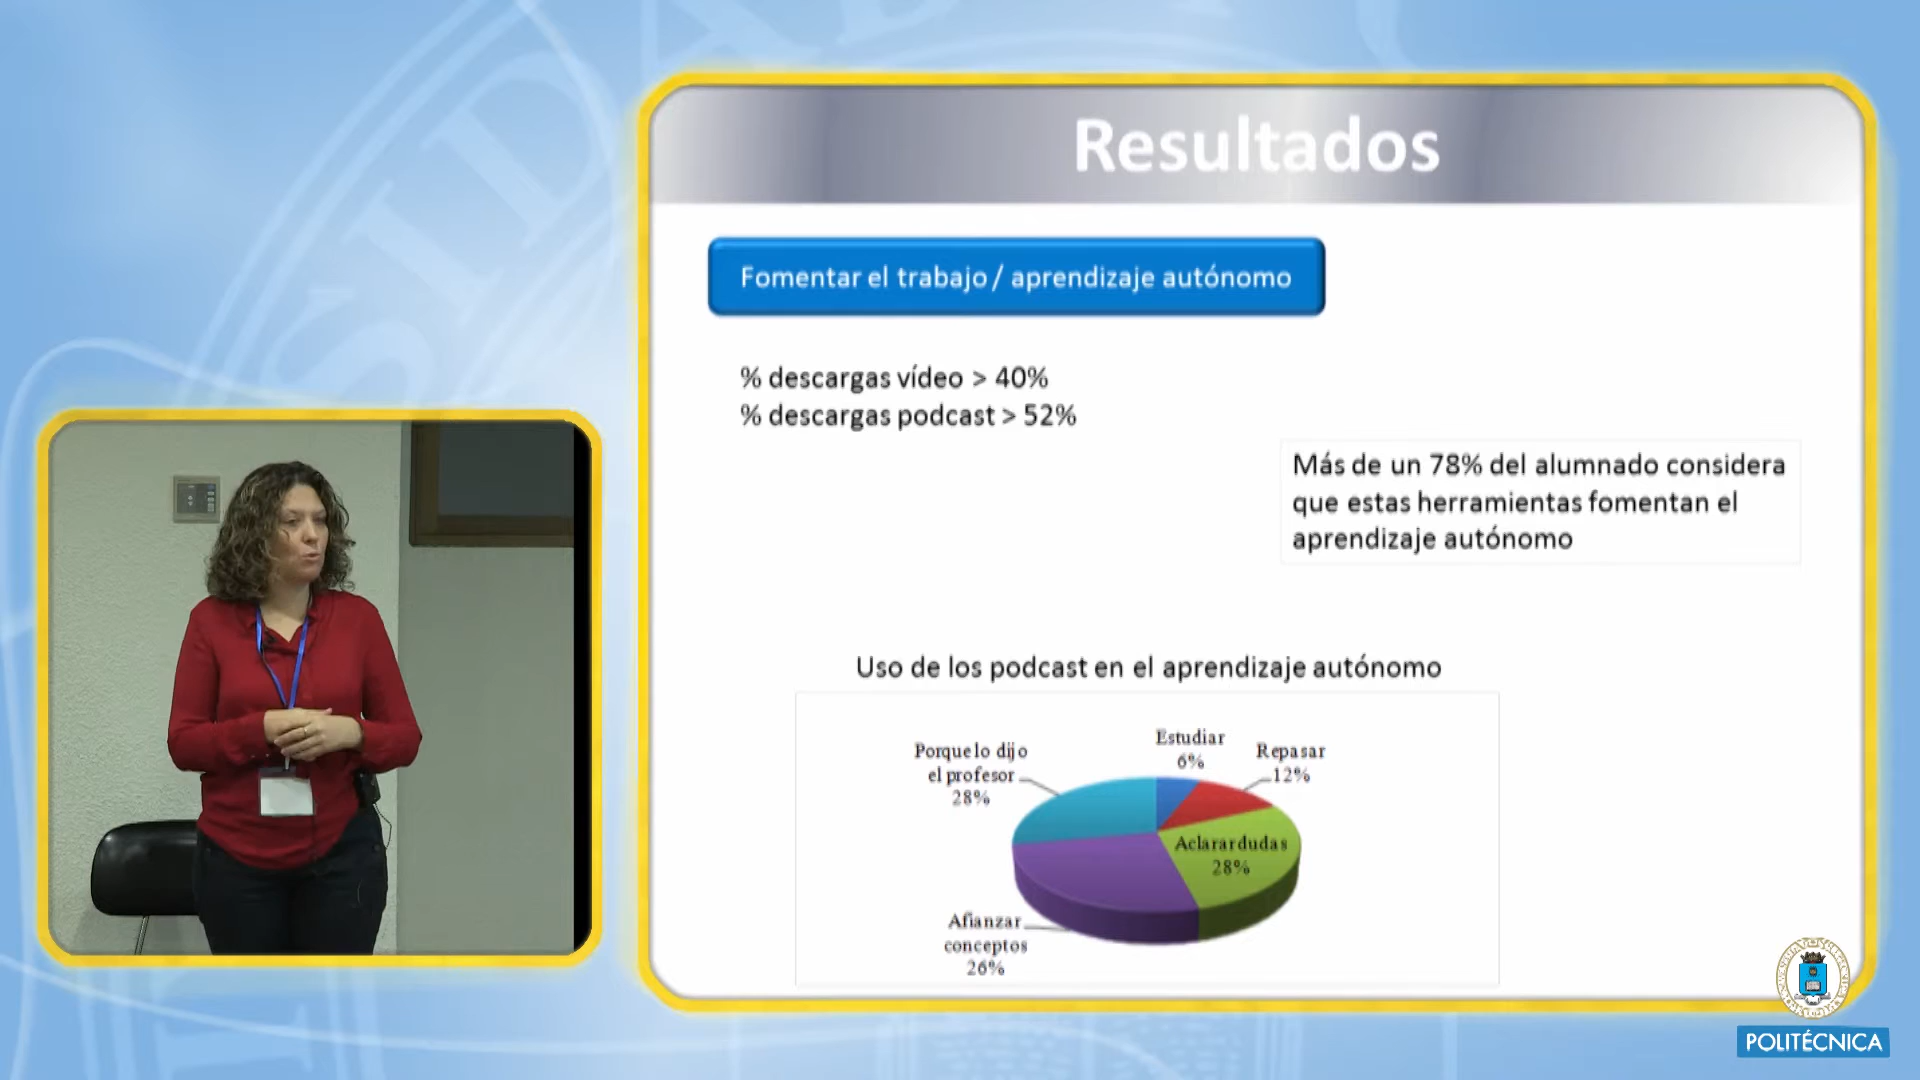 Resultados
Fomentar el trabajo / aprendizaje autónomo
% descargas vídeo > 40%
% descargas podcast > 52%
Más de un 78% del alumnado considera
que estas herramientas fomentan el
aprendizaje autónomo
Uso de los podcast en el aprendizaje autónomo
Estudiar
6%
Repasar
12%
Porque lo dijo
el profesor
28%
Aclarar dudas
28%
Afianzar
conceptos
26%
POLITÉCNICA